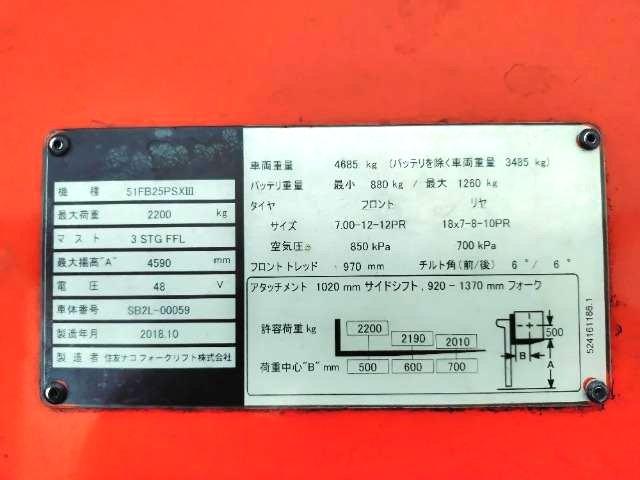 機種 51FB25PSXⅢ
最大荷重 2200 kg
マスト 3 STG FFL
最大揚高"A" 4590 mm
電圧 48 V
車体番号 SB2L-00059
製造年月 2018.10
製造者 住友ナコフォークリフト株式会社
車両重量 4685 kg (バッテリを除く車両重量 3485 kg)
バッテリ重量 最小 880 kg / 最大 1260 kg
タイヤ フロント リヤ
サイズ 7.00-12-12PR 18x7-8-10PR
空気圧 850 kPa 700 kPa
フロントトレッド 970 mm チルト角(前/後) 6°/ 6°
アタッチメント 1020 mm サイドシフト, 920 - 1370 mm フォーク
許容荷重 kg 2200 2190 2010
荷重中心"B" mm 500 600 700
500
B
A
524161186.1